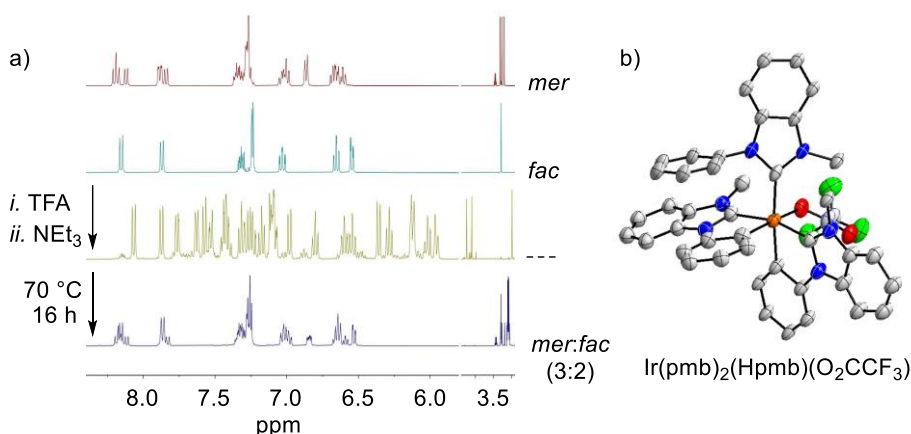 a)
b)
mer
fac
i. TFA
ii. NEt₃
---
70 °C
16 h
mer:fac
(3:2)
8.0 7.5 7.0 6.5 6.0 3.5
ppm
Ir(pmb)₂(Hpmb)(O₂CCF₃)